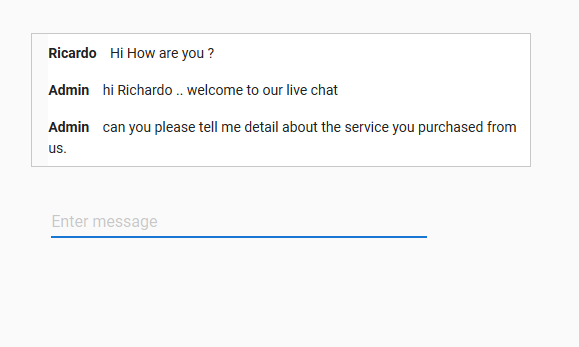 Ricardo Hi How are you ?
Admin hi Richardo .. welcome to our live chat
Admin can you please tell me detail about the service you purchased from
us.
Enter message